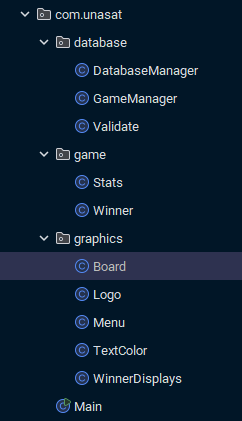 com.unasat
database
DatabaseManager
GameManager
Validate
game
Stats
Winner
graphics
Board
Logo
Menu
TextColor
WinnerDisplays
Main